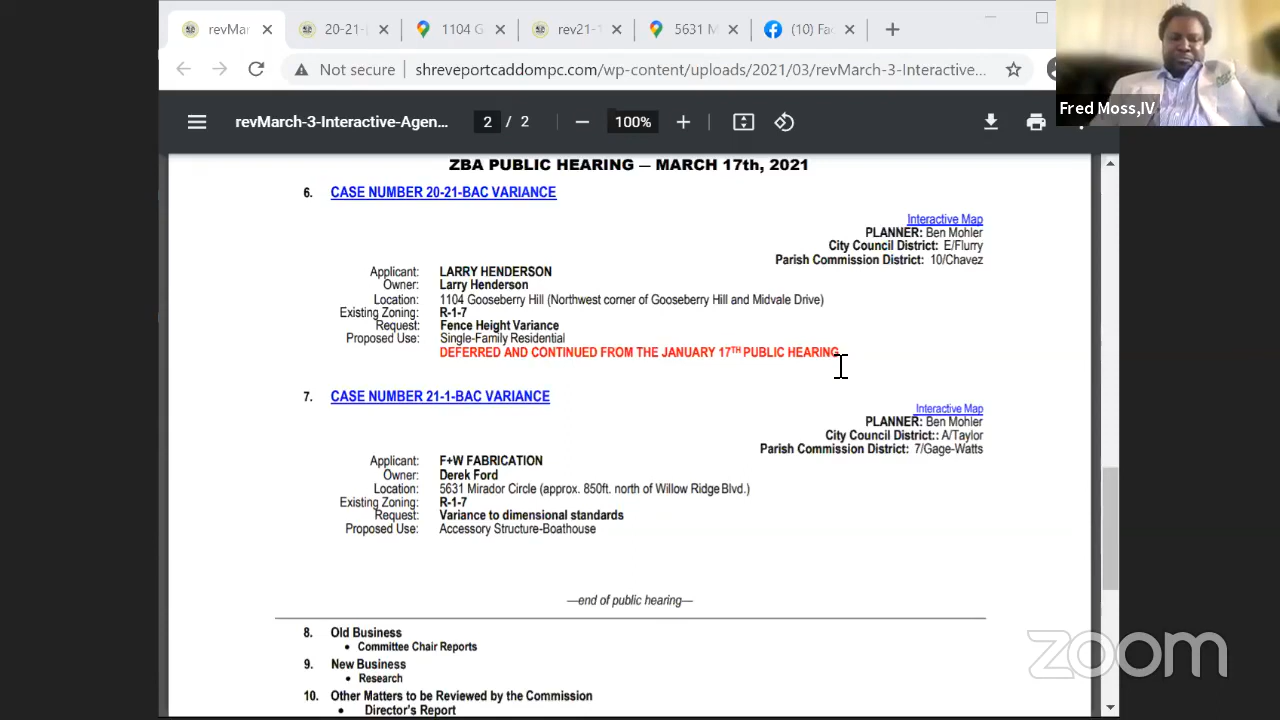 revMar
20-21-
1104 G
rev21-1
5631 M
(10) Fac
Not secure
shreveportcaddompc.com/wp-content/uploads/2021/03/revMarch-3-Interactive...
Fred Moss,IV
revMarch-3-Interactive-Agen...
2 / 2
100%
ZBA PUBLIC HEARING — MARCH 17th, 2021
6. CASE NUMBER 20-21-BAC VARIANCE
Interactive Map
PLANNER: Ben Mohler
City Council District: E/Flurry
Parish Commission District: 10/Chavez
Applicant: LARRY HENDERSON
Owner: Larry Henderson
Location: 1104 Gooseberry Hill (Northwest corner of Gooseberry Hill and Midvale Drive)
Existing Zoning: R-1-7
Request: Fence Height Variance
Proposed Use: Single-Family Residential
DEFERRED AND CONTINUED FROM THE JANUARY 17TH PUBLIC HEARING
7. CASE NUMBER 21-1-BAC VARIANCE
Interactive Map
PLANNER: Ben Mohler
City Council District:: A/Taylor
Parish Commission District: 7/Gage-Watts
Applicant: F+W FABRICATION
Owner: Derek Ford
Location: 5631 Mirador Circle (approx. 850ft. north of Willow Ridge Blvd.)
Existing Zoning: R-1-7
Request: Variance to dimensional standards
Proposed Use: Accessory Structure-Boathouse
—end of public hearing—
8. Old Business
• Committee Chair Reports
9. New Business
• Research
10. Other Matters to be Reviewed by the Commission
• Director's Report
zoom